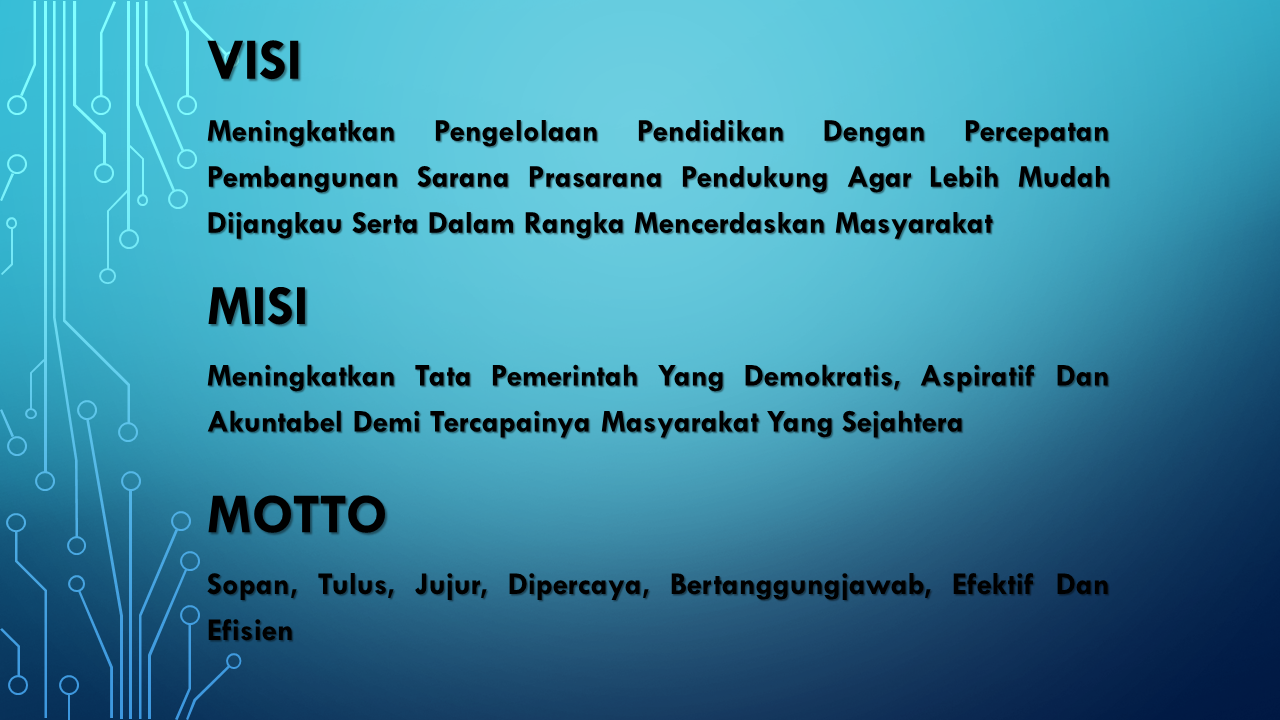 VISI
Meningkatkan Pengelolaan Pendidikan Dengan Percepatan
Pembangunan Sarana Prasarana Pendukung Agar Lebih Mudah
Dijangkau Serta Dalam Rangka Mencerdaskan Masyarakat
MISI
Meningkatkan Tata Pemerintah Yang Demokratis, Aspiratif Dan
Akuntabel Demi Tercapainya Masyarakat Yang Sejahtera
MOTTO
Sopan, Tulus, Jujur, Dipercaya, Bertanggungjawab, Efektif Dan
Efisien